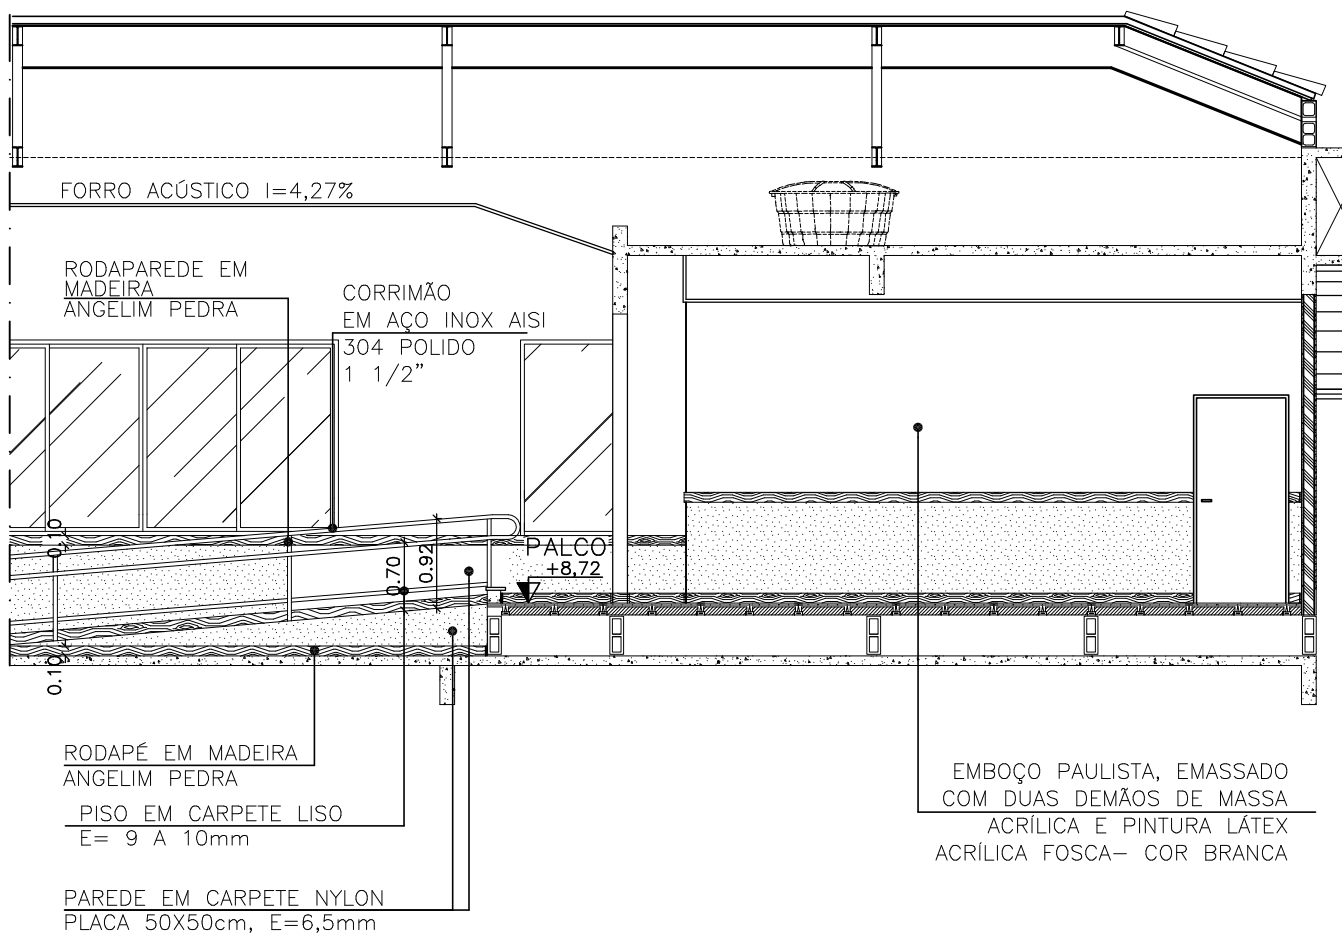 FORRO ACÚSTICO I=4,27%
RODAPAREDE EM
MADEIRA
ANGELIM PEDRA
CORRIMÃO
EM AÇO INOX AISI
304 POLIDO
1 1/2"
0,10
0.70
0.92
PALCO
+8,72
0.10
RODAPÉ EM MADEIRA
ANGELIM PEDRA
PISO EM CARPETE LISO
E= 9 A 10mm
PAREDE EM CARPETE NYLON
PLACA 50X50cm, E=6,5mm
EMBOÇO PAULISTA, EMASSADO
COM DUAS DEMÃOS DE MASSA
ACRÍLICA E PINTURA LÁTEX
ACRÍLICA FOSCA– COR BRANCA